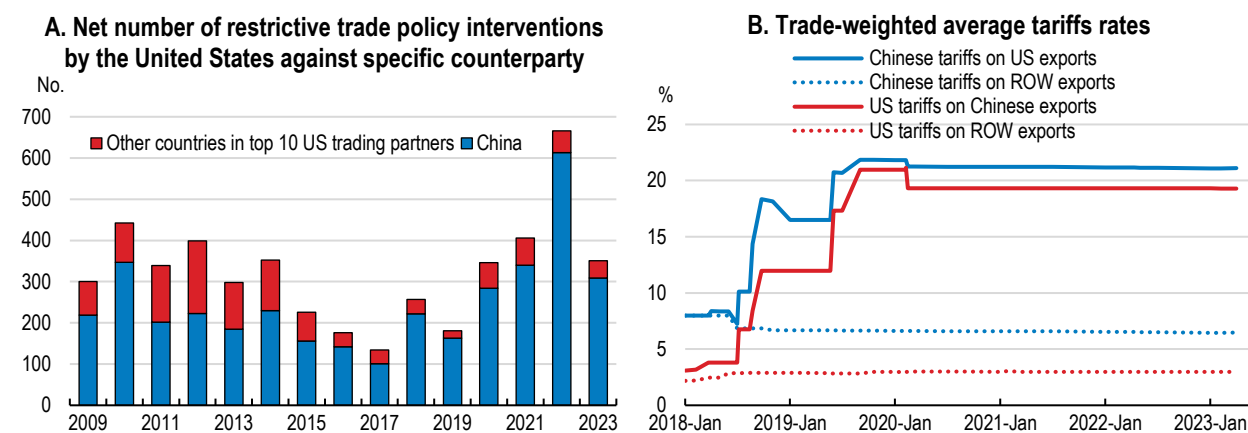 A. Net number of restrictive trade policy interventions
by the United States against specific counterparty
No.
Other countries in top 10 US trading partners China
700
600
500
400
300
200
100
0
2009 2011 2013 2015 2017 2019 2021 2023
B. Trade-weighted average tariffs rates
Chinese tariffs on US exports
Chinese tariffs on ROW exports
US tariffs on Chinese exports
US tariffs on ROW exports
%
25
20
15
10
5
0
2018-Jan 2019-Jan 2020-Jan 2021-Jan 2022-Jan 2023-Jan